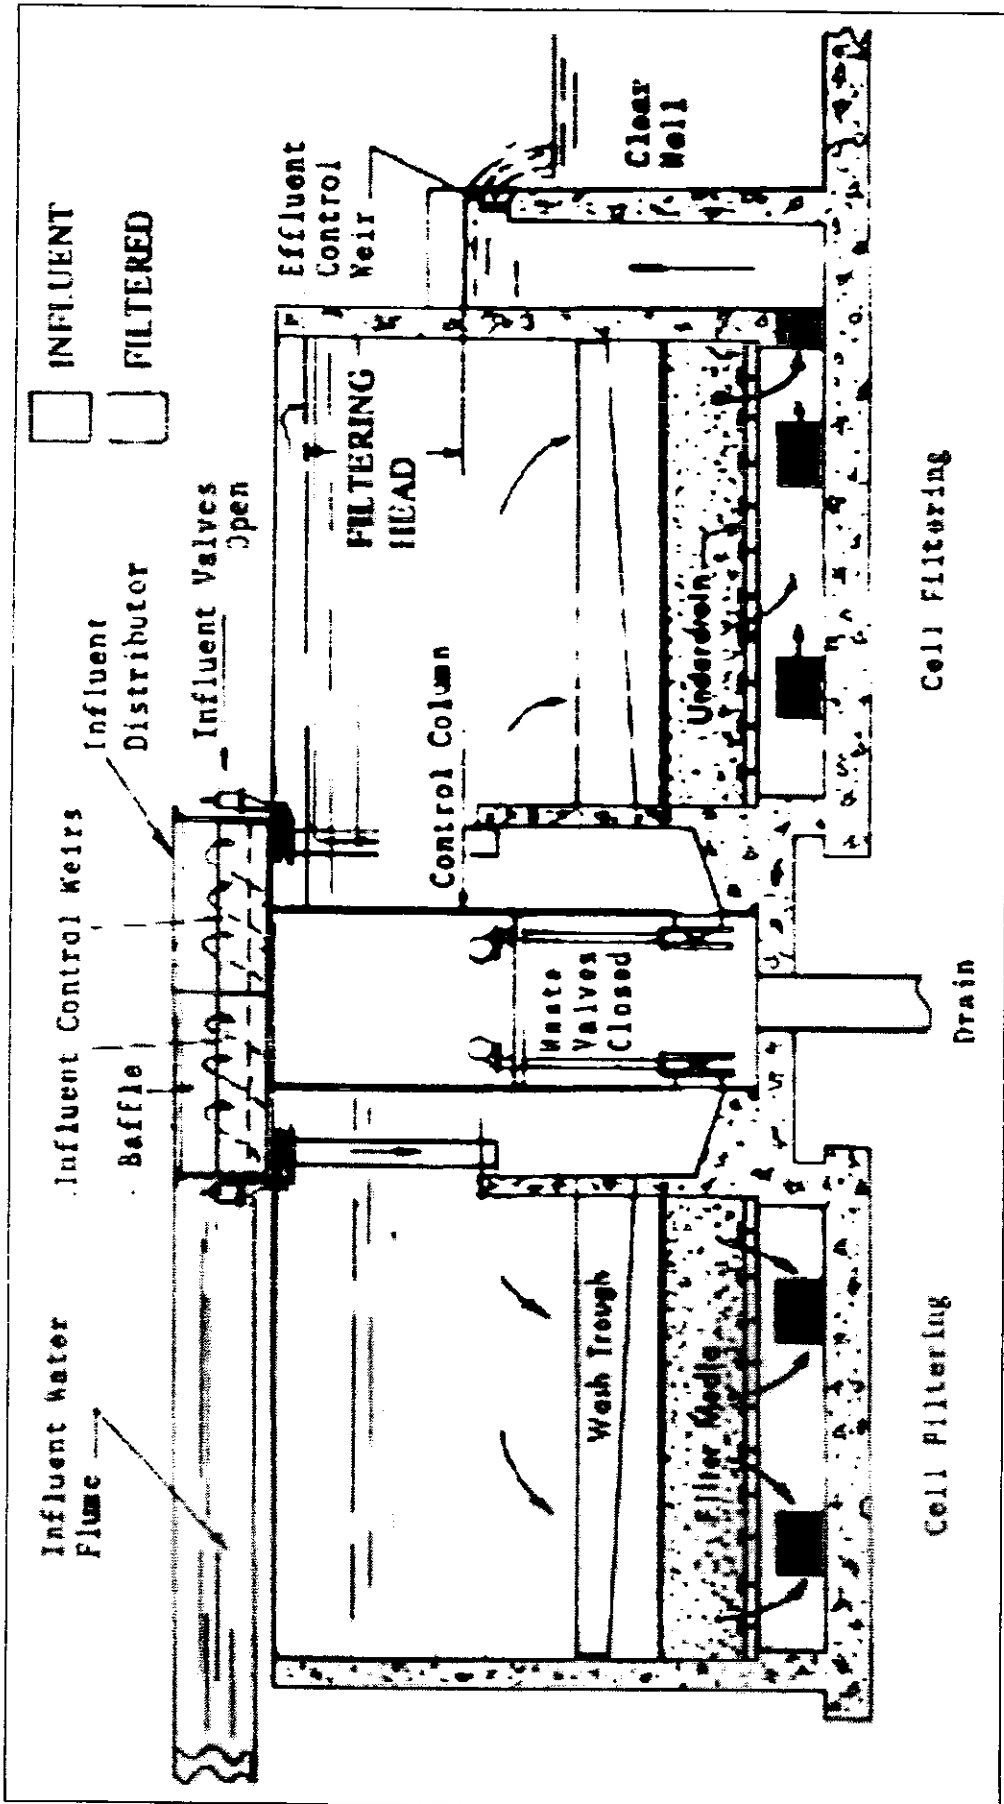 INFLUENT
FILTERED
Influent Water
Flume
Influent Control Weirs
Baffle
Influent
Distributor
Influent Valves
Open
Effluent
Control
Weir
Clear
Well
FILTERING
HEAD
Control Column
Waste
Valves
Closed
Wash Trough
Filter Media
Underdrain
Cell Filtering
Drain
Cell Filtering